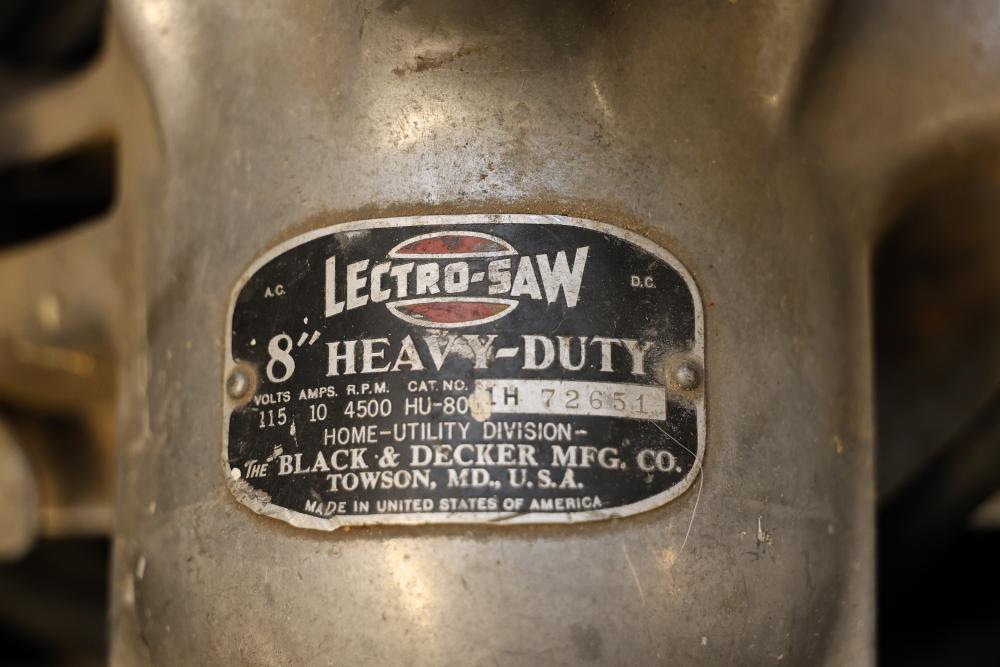 A.C. LECTRO-SAW D.C.
8" HEAVY-DUTY
VOLTS AMPS. R.P.M. CAT. NO.
115 10 4500 HU-80 1H 72651
HOME-UTILITY DIVISION-
THE BLACK & DECKER MFG. CO.
TOWSON, MD., U.S.A.
MADE IN UNITED STATES OF AMERICA